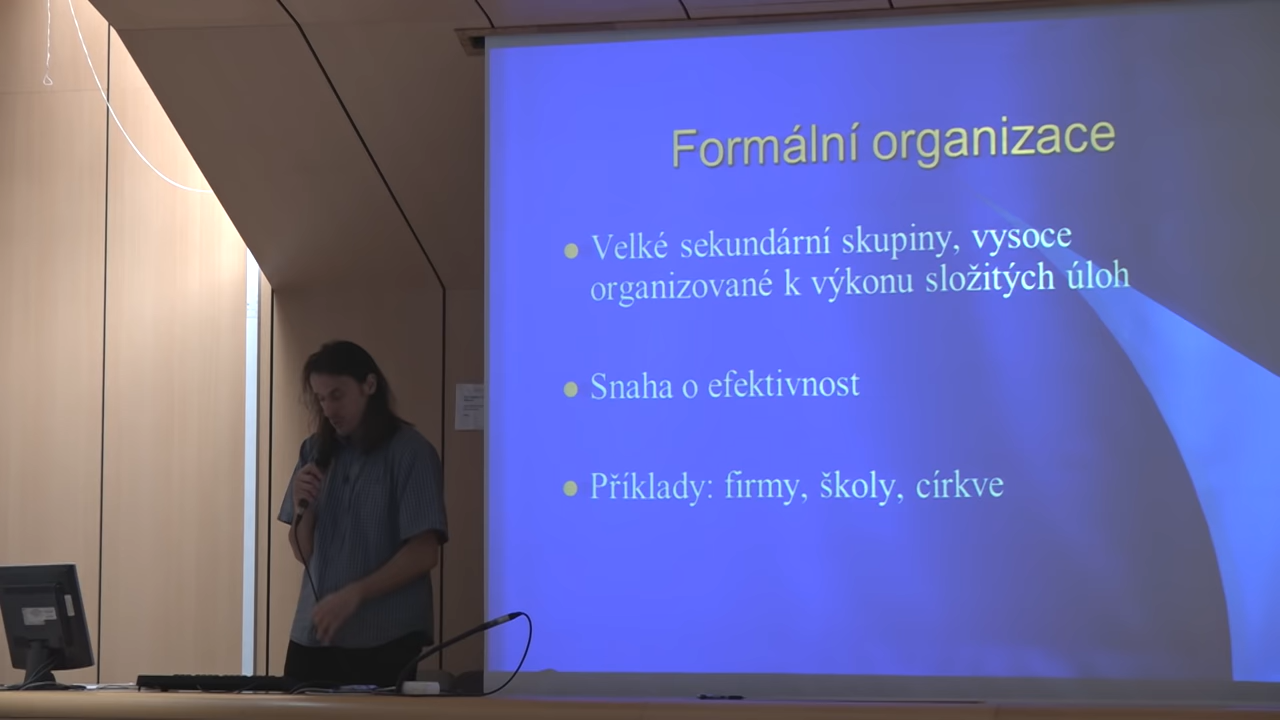 Formální organizace
Velké sekundární skupiny, vysoce
organizované k výkonu složitých úloh
Snaha o efektivnost
Příklady: firmy, školy, církve